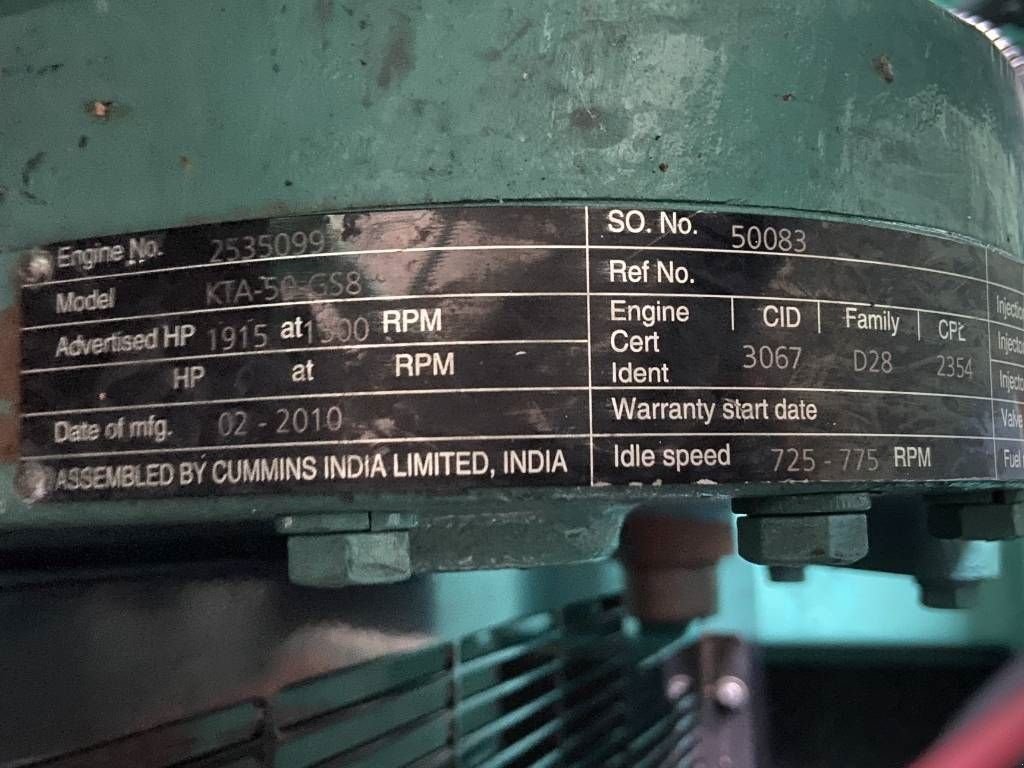 Engine No. 2535099
Model KTA-50-GS8
Advertised HP 1915 at 1500 RPM
HP at RPM
Date of mfg. 02 - 2010
ASSEMBLED BY CUMMINS INDIA LIMITED, INDIA
SO. No. 50083
Ref No.
Engine Cert Ident
CID Family CPL
3067 D28 2354
Warranty start date
Idle speed 725 - 775 RPM
Valve
Fuel